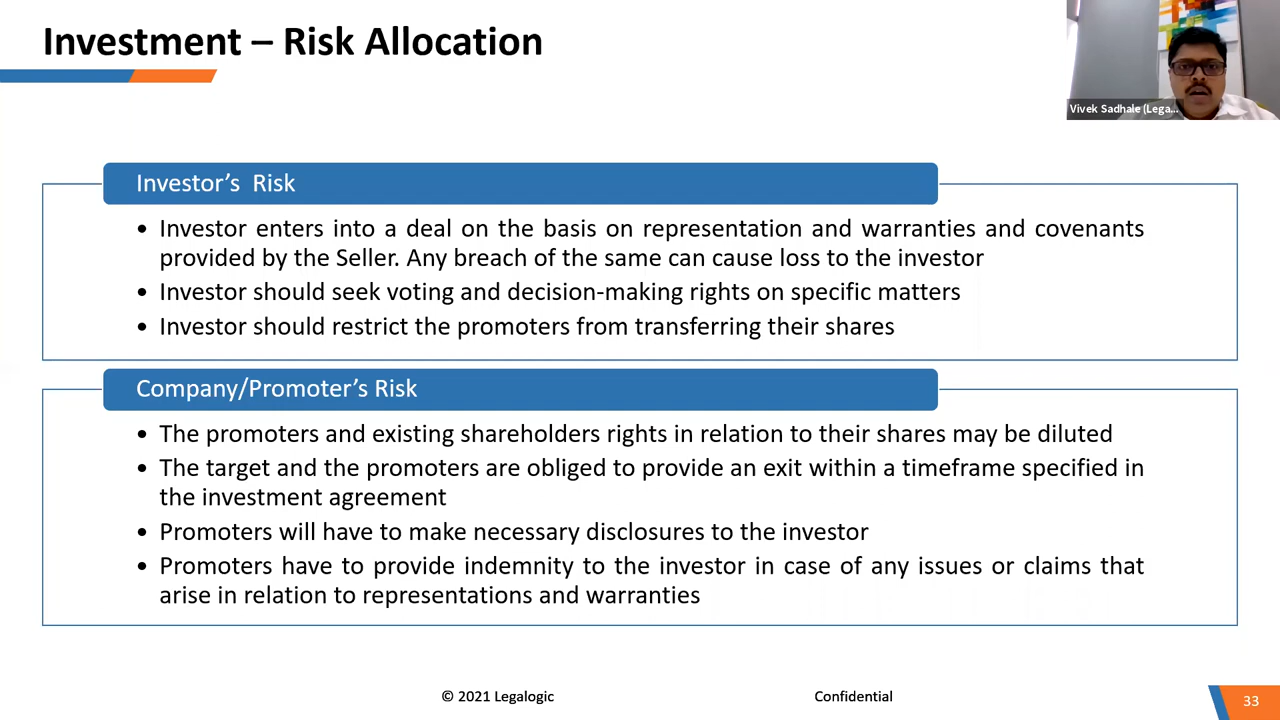 Investment – Risk Allocation
Vivek Sadhale (Lega...
Investor's Risk
• Investor enters into a deal on the basis on representation and warranties and covenants
provided by the Seller. Any breach of the same can cause loss to the investor
• Investor should seek voting and decision-making rights on specific matters
• Investor should restrict the promoters from transferring their shares
Company/Promoter's Risk
• The promoters and existing shareholders rights in relation to their shares may be diluted
• The target and the promoters are obliged to provide an exit within a timeframe specified in
the investment agreement
• Promoters will have to make necessary disclosures to the investor
• Promoters have to provide indemnity to the investor in case of any issues or claims that
arise in relation to representations and warranties
© 2021 Legalogic
Confidential
33